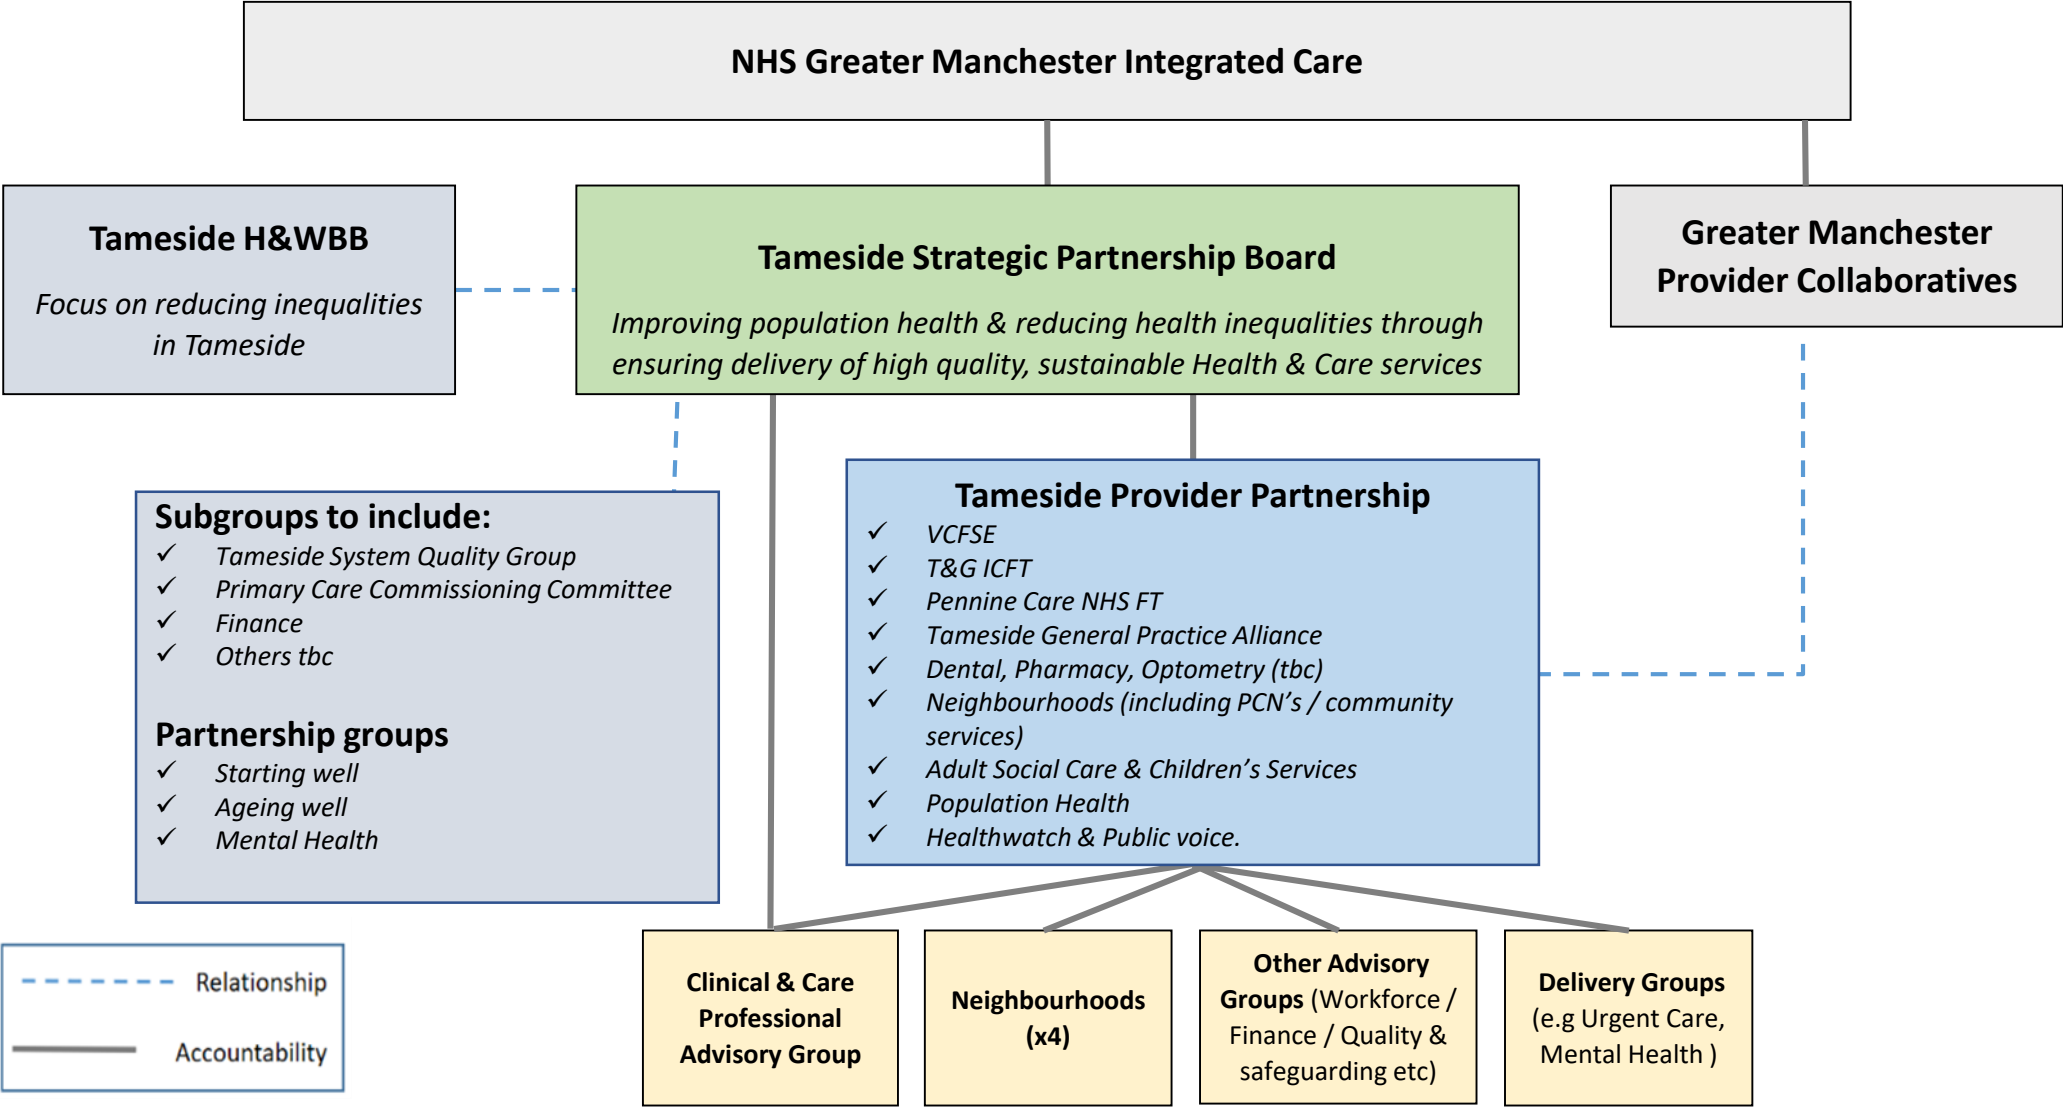 NHS Greater Manchester Integrated Care
Tameside H&WBB
Focus on reducing inequalities
in Tameside
Tameside Strategic Partnership Board
Improving population health & reducing health inequalities through
ensuring delivery of high quality, sustainable Health & Care services
Greater Manchester
Provider Collaboratives
Subgroups to include:
✓ Tameside System Quality Group
✓ Primary Care Commissioning Committee
✓ Finance
✓ Others tbc
Partnership groups
✓ Starting well
✓ Ageing well
✓ Mental Health
Tameside Provider Partnership
✓ VCFSE
✓ T&G ICFT
✓ Pennine Care NHS FT
✓ Tameside General Practice Alliance
✓ Dental, Pharmacy, Optometry (tbc)
✓ Neighbourhoods (including PCN's / community
services)
✓ Adult Social Care & Children's Services
✓ Population Health
✓ Healthwatch & Public voice.
Relationship
Accountability
Clinical & Care
Professional
Advisory Group
Neighbourhoods
(x4)
Other Advisory
Groups (Workforce /
Finance / Quality &
safeguarding etc)
Delivery Groups
(e.g Urgent Care,
Mental Health )